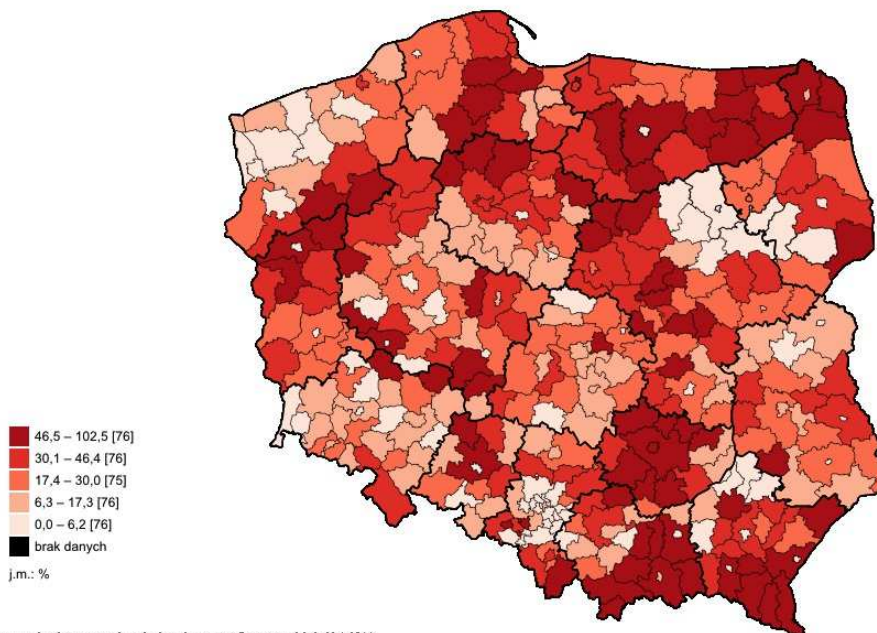 46,5 – 102,5 [76]
30,1 – 46,4 [76]
17,4 – 30,0 [75]
6,3 – 17,3 [76]
0,0 – 6,2 [76]
brak danych
j.m.: %